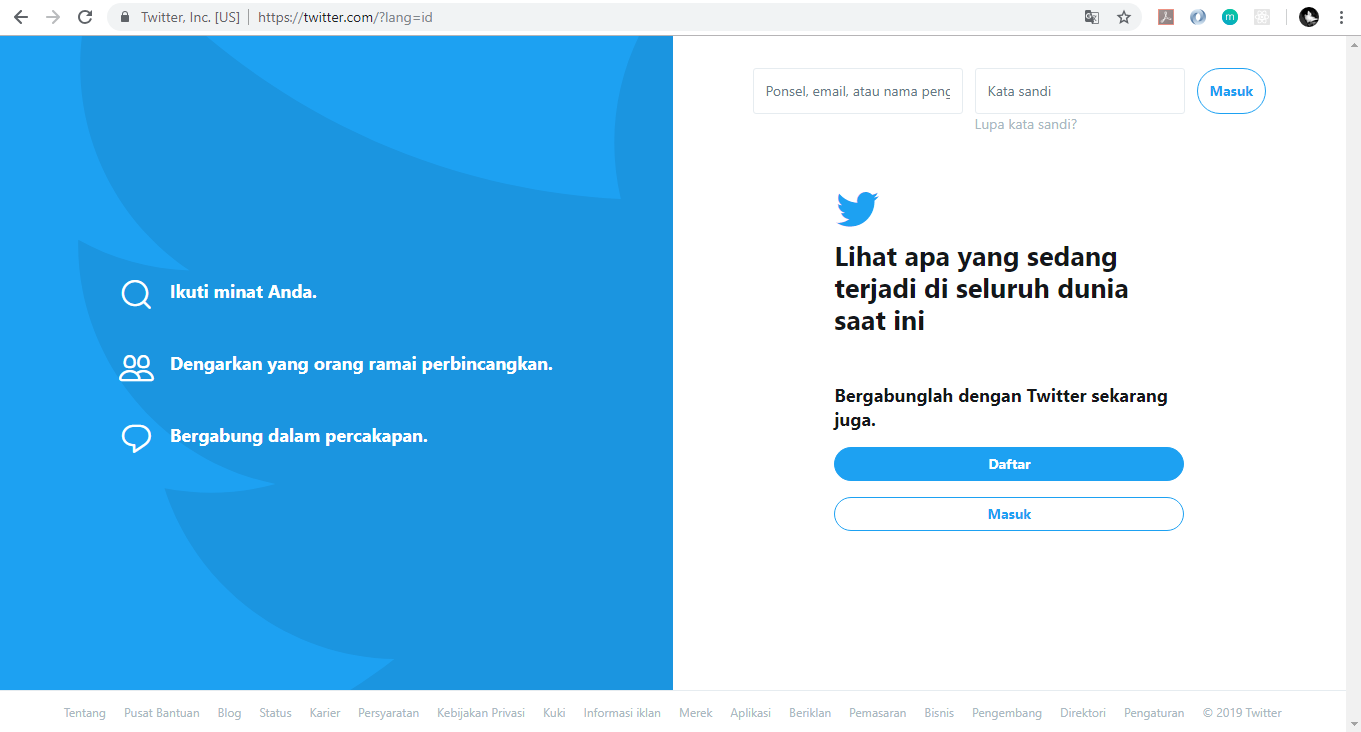 Twitter, Inc. [US] | https://twitter.com/?lang=id
Ponsel, email, atau nama peng
Kata sandi
Masuk
Lupa kata sandi?
Ikuti minat Anda.
Dengarkan yang orang ramai perbincangkan.
Bergabung dalam percakapan.
Lihat apa yang sedang
terjadi di seluruh dunia
saat ini
Bergabunglah dengan Twitter sekarang
juga.
Daftar
Masuk
Tentang Pusat Bantuan Blog Status Karier Persyaratan Kebijakan Privasi Kuki Informasi iklan Merek Aplikasi Beriklan Pemasaran Bisnis Pengembang Direktori Pengaturan © 2019 Twitter